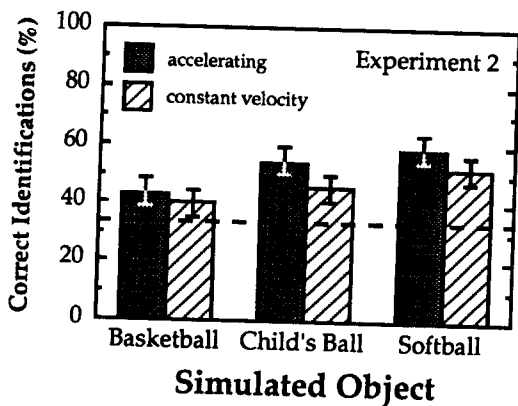 Correct Identifications (%)
100
80
60
40
20
0
accelerating
constant velocity
Experiment 2
Basketball Child's Ball Softball
Simulated Object